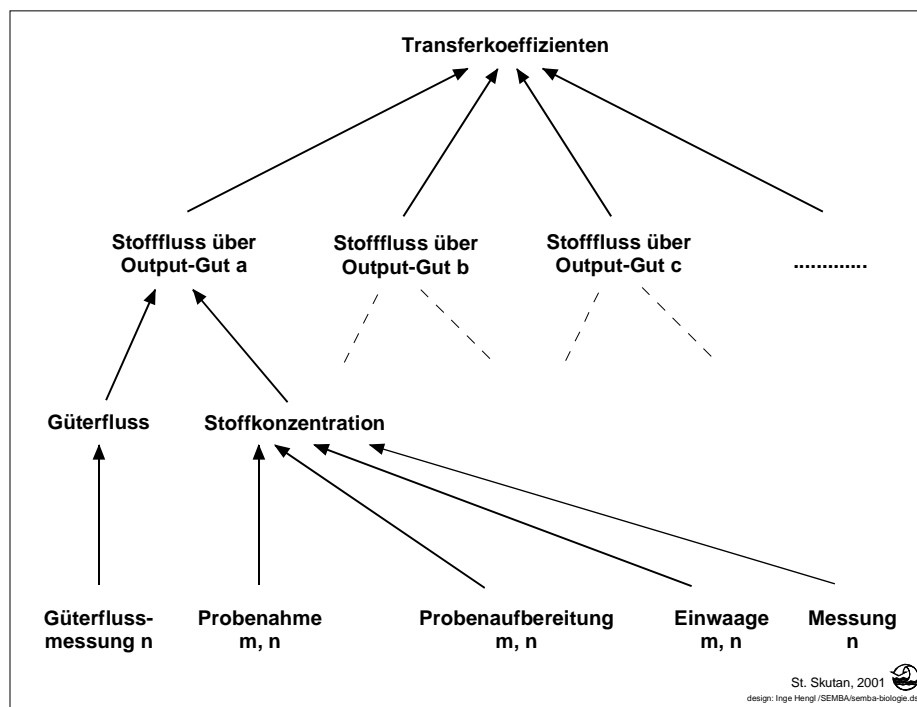 Transferkoeffizienten
Stofffluss über
Output-Gut a
Stofffluss über
Output-Gut b
Stofffluss über
Output-Gut c
.............
Güterfluss
Stoffkonzentration
Güterfluss-
messung n
Probenahme
m, n
Probenaufbereitung
m, n
Einwaage
m, n
Messung
n
St. Skutan, 2001
design: Inge Hengl /SEMBA/semba-biologie.ds